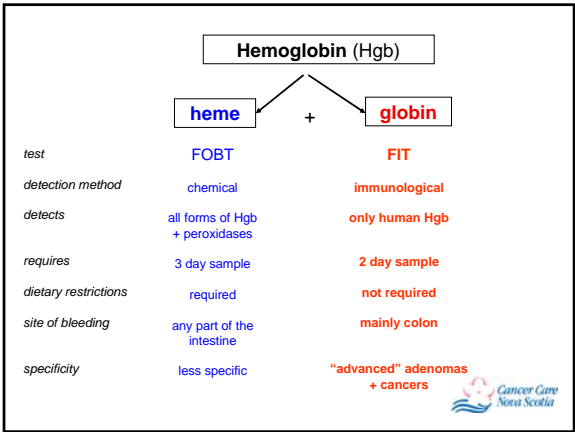 Hemoglobin (Hgb)
heme + globin
test FOBT FIT
detection method chemical immunological
detects all forms of Hgb only human Hgb
+ peroxidases
requires 3 day sample 2 day sample
dietary restrictions required not required
site of bleeding any part of the mainly colon
intestine
specificity less specific “advanced” adenomas
+ cancers
Cancer Care
Nova Scotia